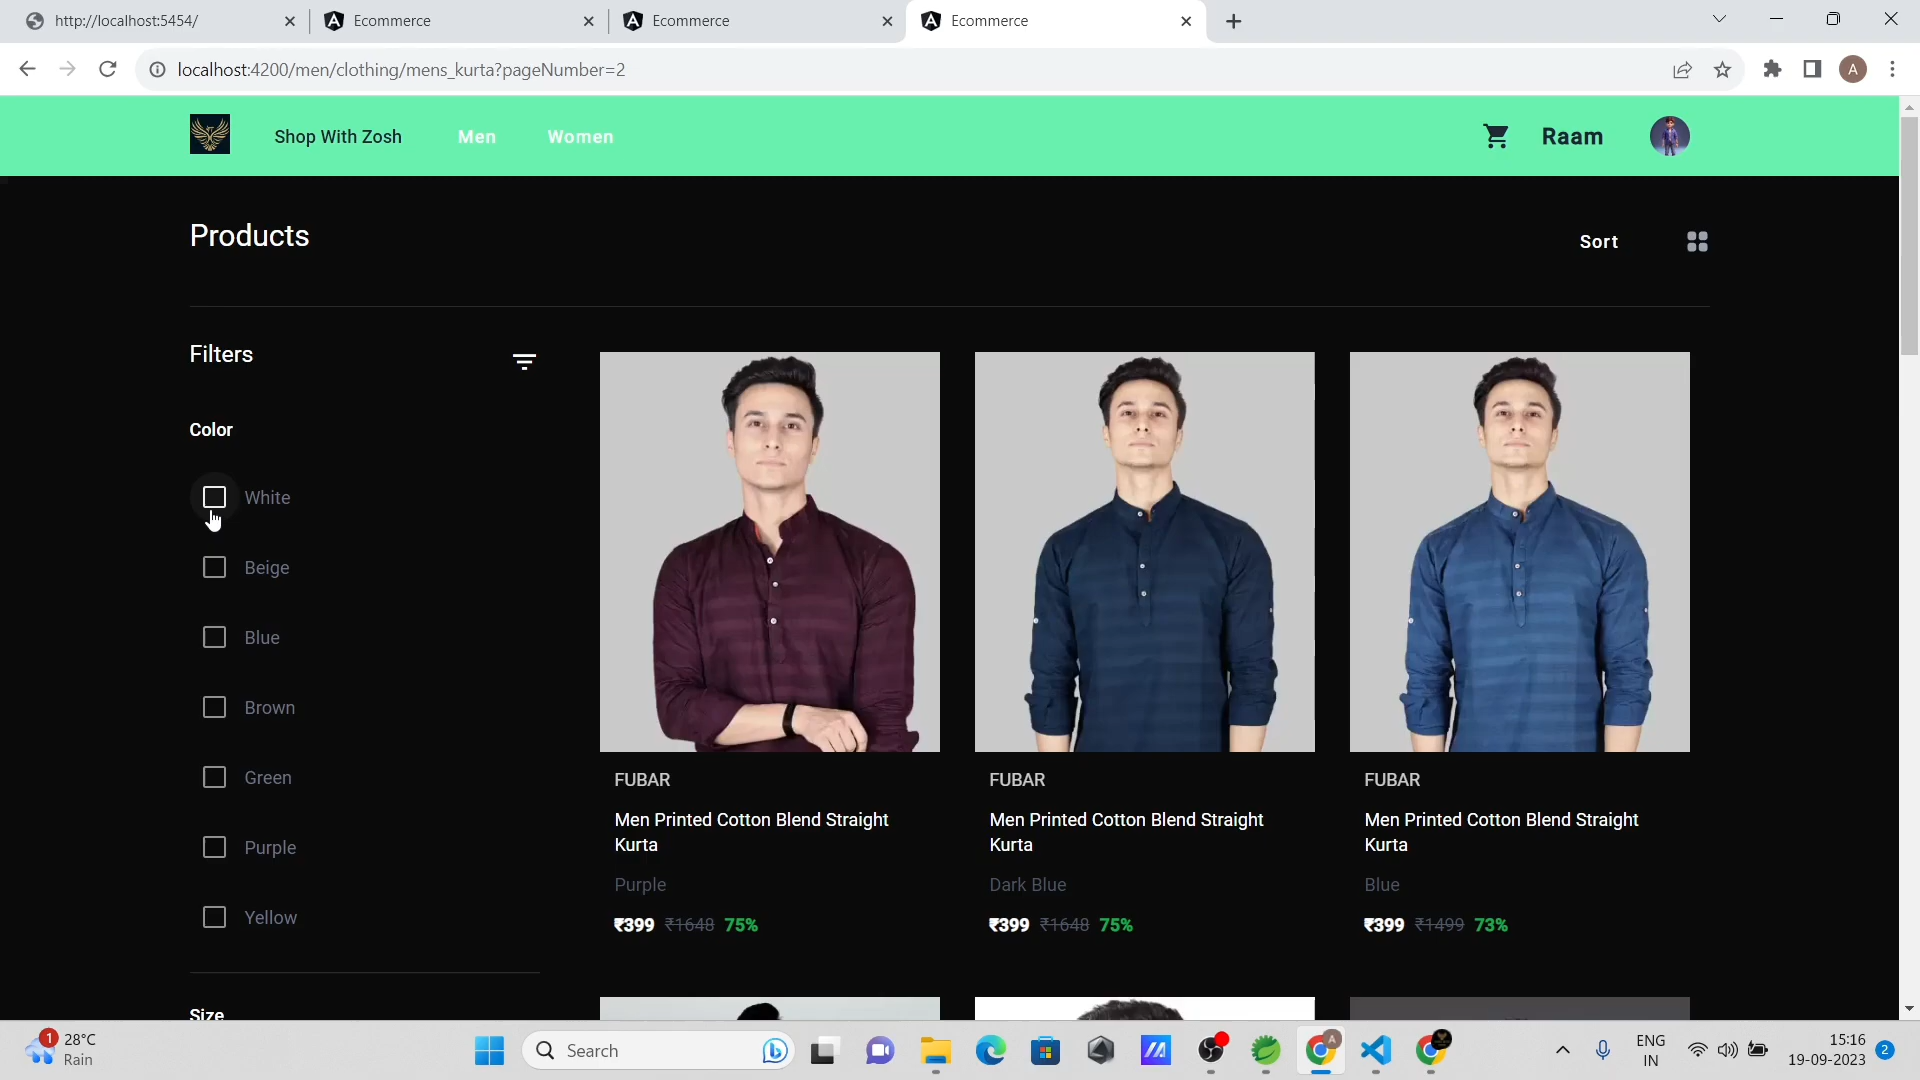 http://localhost:5454/
Ecommerce
Ecommerce
Ecommerce
localhost:4200/men/clothing/mens_kurta?pageNumber=2
A
Shop With Zosh
Men
Women
Raam
Products
Sort
Filters
Color
White
Beige
Blue
Brown
Green
Purple
Yellow
Size
FUBAR
Men Printed Cotton Blend Straight
Kurta
Purple
₹399 ₹1648 75%
FUBAR
Men Printed Cotton Blend Straight
Kurta
Dark Blue
₹399 ₹1648 75%
FUBAR
Men Printed Cotton Blend Straight
Kurta
Blue
₹399 ₹1499 73%
1
28°C
Rain
Search
A
ENG
IN
15:16
19-09-2023
2